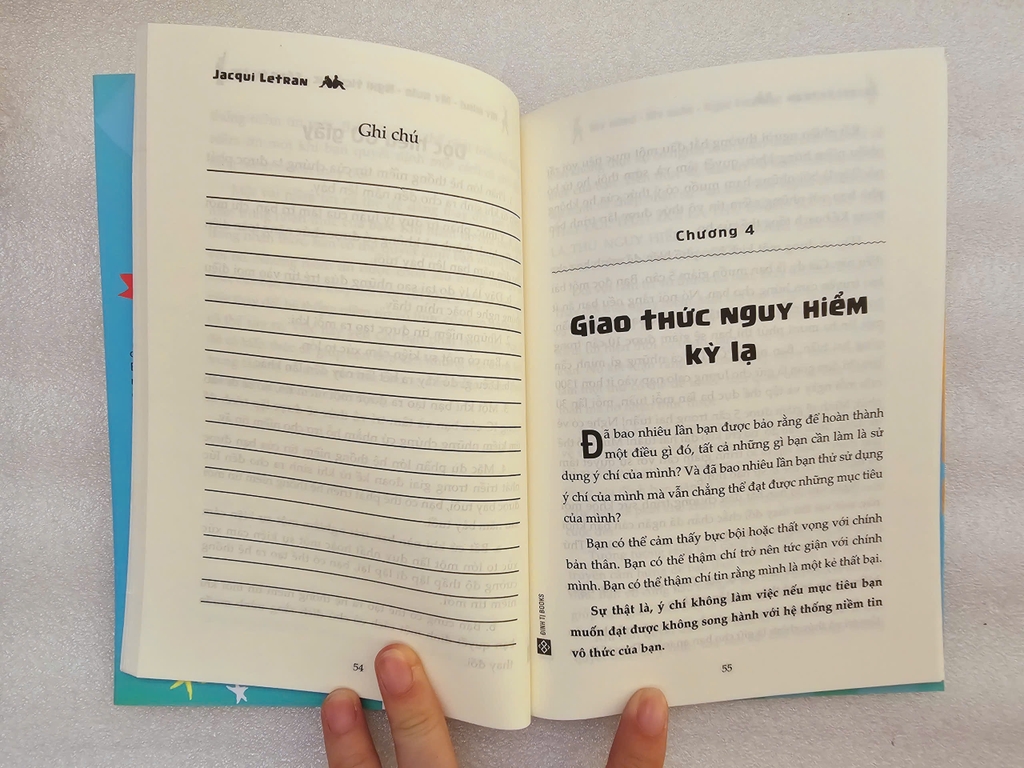 Jacqui Letran
Ghi chú
54
Chương 4
Giao thức nguy hiểm
kỳ lạ
Đã bao nhiêu lần bạn được bảo rằng để hoàn thành
một điều gì đó, tất cả những gì bạn cần làm là sử
dụng ý chí của mình? Và đã bao nhiêu lần bạn thử sử dụng
ý chí của mình mà vẫn chẳng thể đạt được những mục tiêu
của mình?
Bạn có thể cảm thấy bực bội hoặc thất vọng với chính
bản thân. Bạn có thể thậm chí trở nên tức giận với chính
mình. Bạn có thể thậm chí tin rằng mình là một kẻ thất bại.
Sự thật là, ý chí không làm việc nếu mục tiêu bạn
muốn đạt được không song hành với hệ thống niềm tin
vô thức của bạn.
ĐINH TỊ BOOKS
55